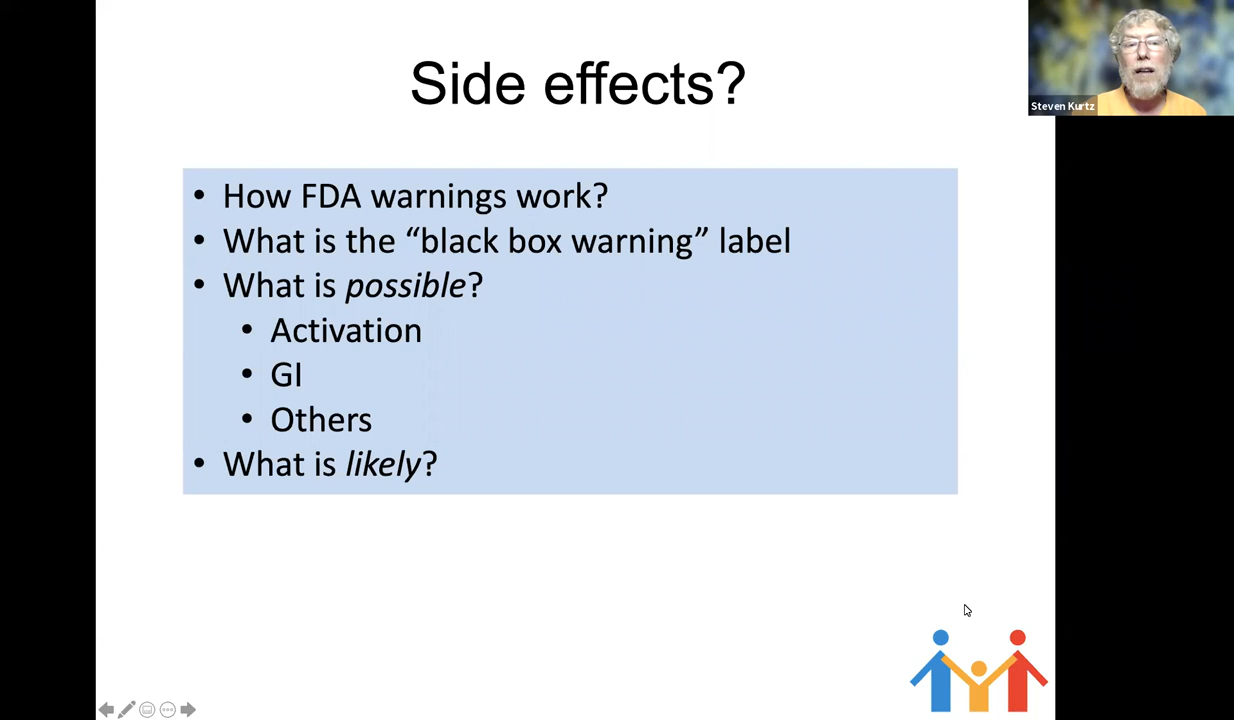 Side effects?
Steven Kurtz
• How FDA warnings work?
• What is the “black box warning” label
• What is possible?
• Activation
• GI
• Others
• What is likely?